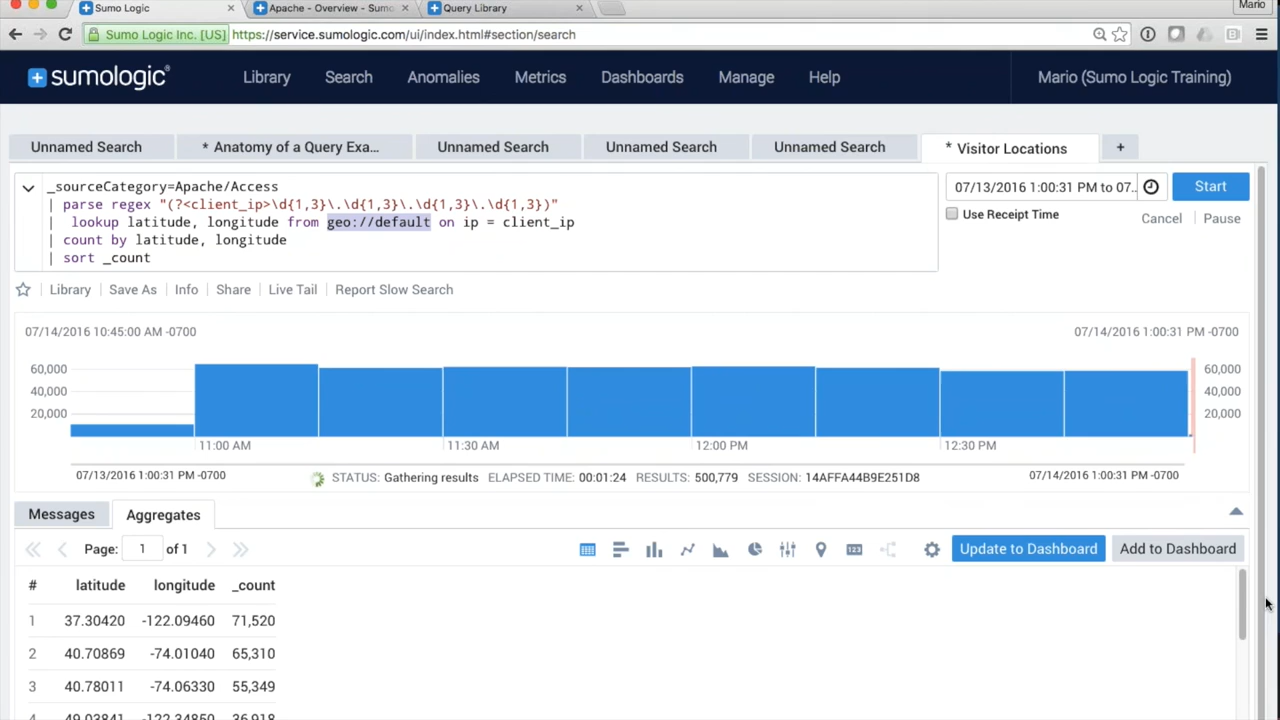 Sumo Logic
Apache - Overview - Sumo
Query Library
Mario
Sumo Logic Inc. [US]
https://service.sumologic.com/ui/index.html#section/search
sumologic®
Library
Search
Anomalies
Metrics
Dashboards
Manage
Help
Mario (Sumo Logic Training)
Unnamed Search
* Anatomy of a Query Exa...
Unnamed Search
Unnamed Search
Unnamed Search
* Visitor Locations
+
_sourceCategory=Apache/Access
| parse regex "(?<client_ip>\d{1,3}\.\d{1,3}\.\d{1,3}\.\d{1,3})"
| lookup latitude, longitude from geo://default on ip = client_ip
| count by latitude, longitude
| sort _count
07/13/2016 1:00:31 PM to 07..
Start
Use Receipt Time
Cancel
Pause
Library
Save As
Info
Share
Live Tail
Report Slow Search
07/14/2016 10:45:00 AM -0700
07/14/2016 1:00:31 PM -0700
60,000
40,000
20,000
60,000
40,000
20,000
11:00 AM
11:30 AM
12:00 PM
12:30 PM
07/13/2016 1:00:31 PM -0700
STATUS: Gathering results
ELAPSED TIME: 00:01:24
RESULTS: 500,779
SESSION: 14AFFA44B9E251D8
07/14/2016 1:00:31 PM -0700
Messages
Aggregates
Page: 1 of 1
123
Update to Dashboard
Add to Dashboard
# latitude longitude _count
1 37.30420 -122.09460 71,520
2 40.70869 -74.01040 65,310
3 40.78011 -74.06330 55,349
4 49.03841 -122.34850 36,918